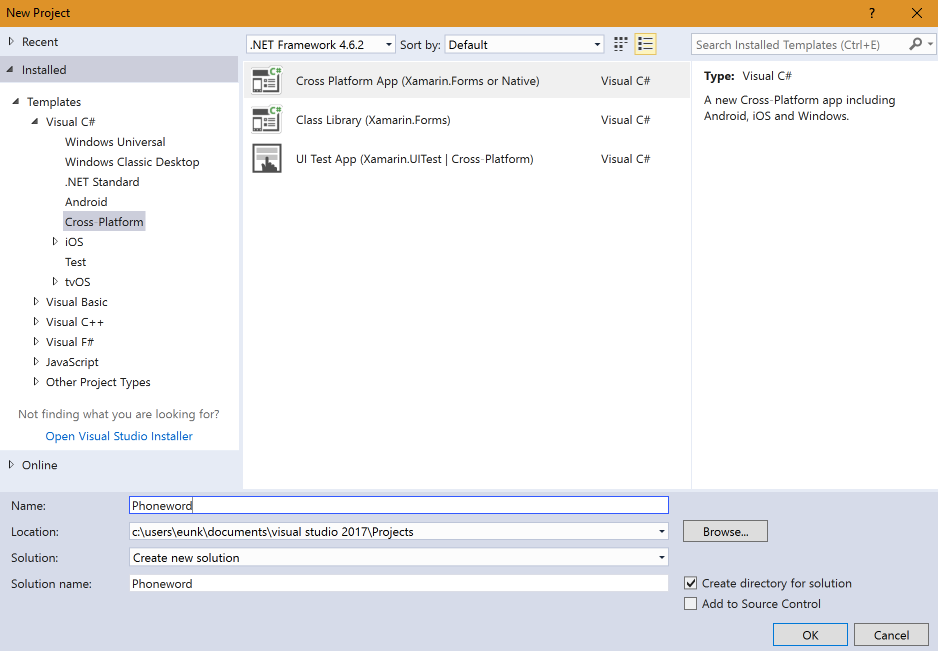 New Project
?
Recent
.NET Framework 4.6.2
Sort by:
Default
Search Installed Templates (Ctrl+E)
Installed
Templates
Visual C#
Windows Universal
Windows Classic Desktop
.NET Standard
Android
Cross-Platform
iOS
Test
tvOS
Visual Basic
Visual C++
Visual F#
JavaScript
Other Project Types
Not finding what you are looking for?
Open Visual Studio Installer
Online
C#
Cross Platform App (Xamarin.Forms or Native)
Visual C#
C#
Class Library (Xamarin.Forms)
Visual C#
UI Test App (Xamarin.UITest | Cross-Platform)
Visual C#
Type: Visual C#
A new Cross-Platform app including
Android, iOS and Windows.
Name:
Phoneword
Location:
c:\users\eunk\documents\visual studio 2017\Projects
Browse...
Solution:
Create new solution
Solution name:
Phoneword
Create directory for solution
Add to Source Control
OK
Cancel